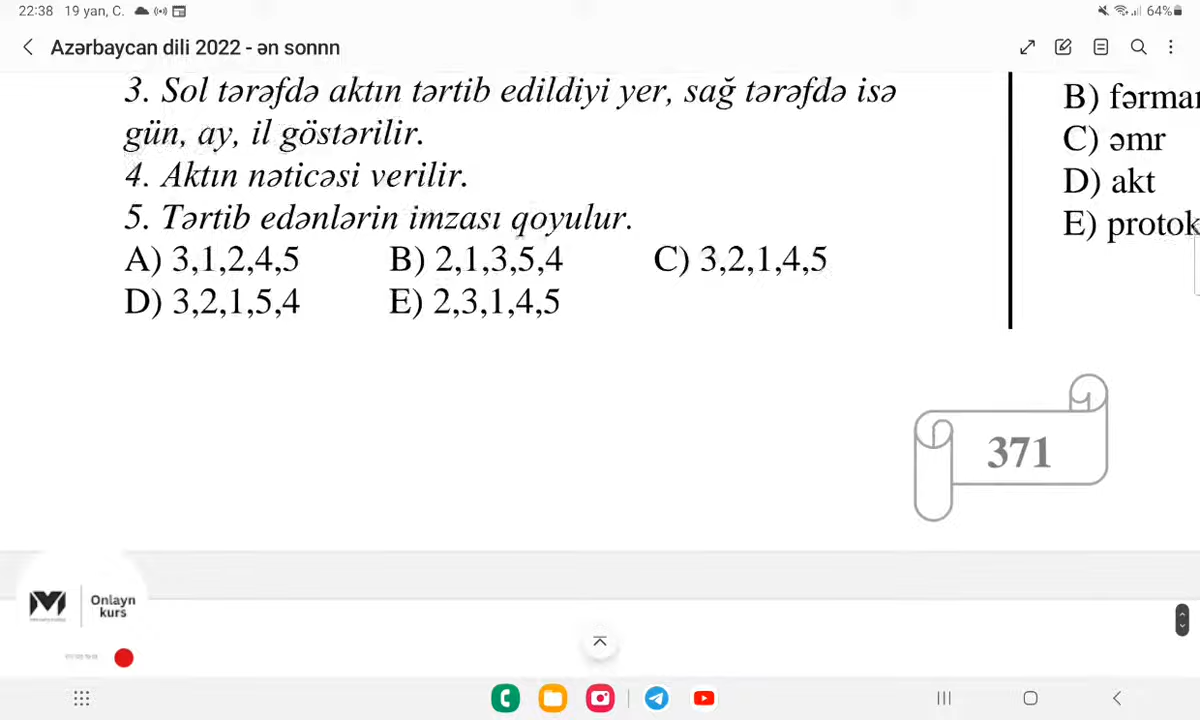 22:38 19 yan, C. 64%
Azərbaycan dili 2022 - ən sonnn
3. Sol tərəfdə aktın tərtib edildiyi yer, sağ tərəfdə isə
gün, ay, il göstərilir.
4. Aktın nəticəsi verilir.
5. Tərtib edənlərin imzası qoyulur.
A) 3,1,2,4,5 B) 2,1,3,5,4 C) 3,2,1,4,5
D) 3,2,1,5,4 E) 2,3,1,4,5
B) fərman
C) əmr
D) akt
E) protok
371
Onlayn
kurs